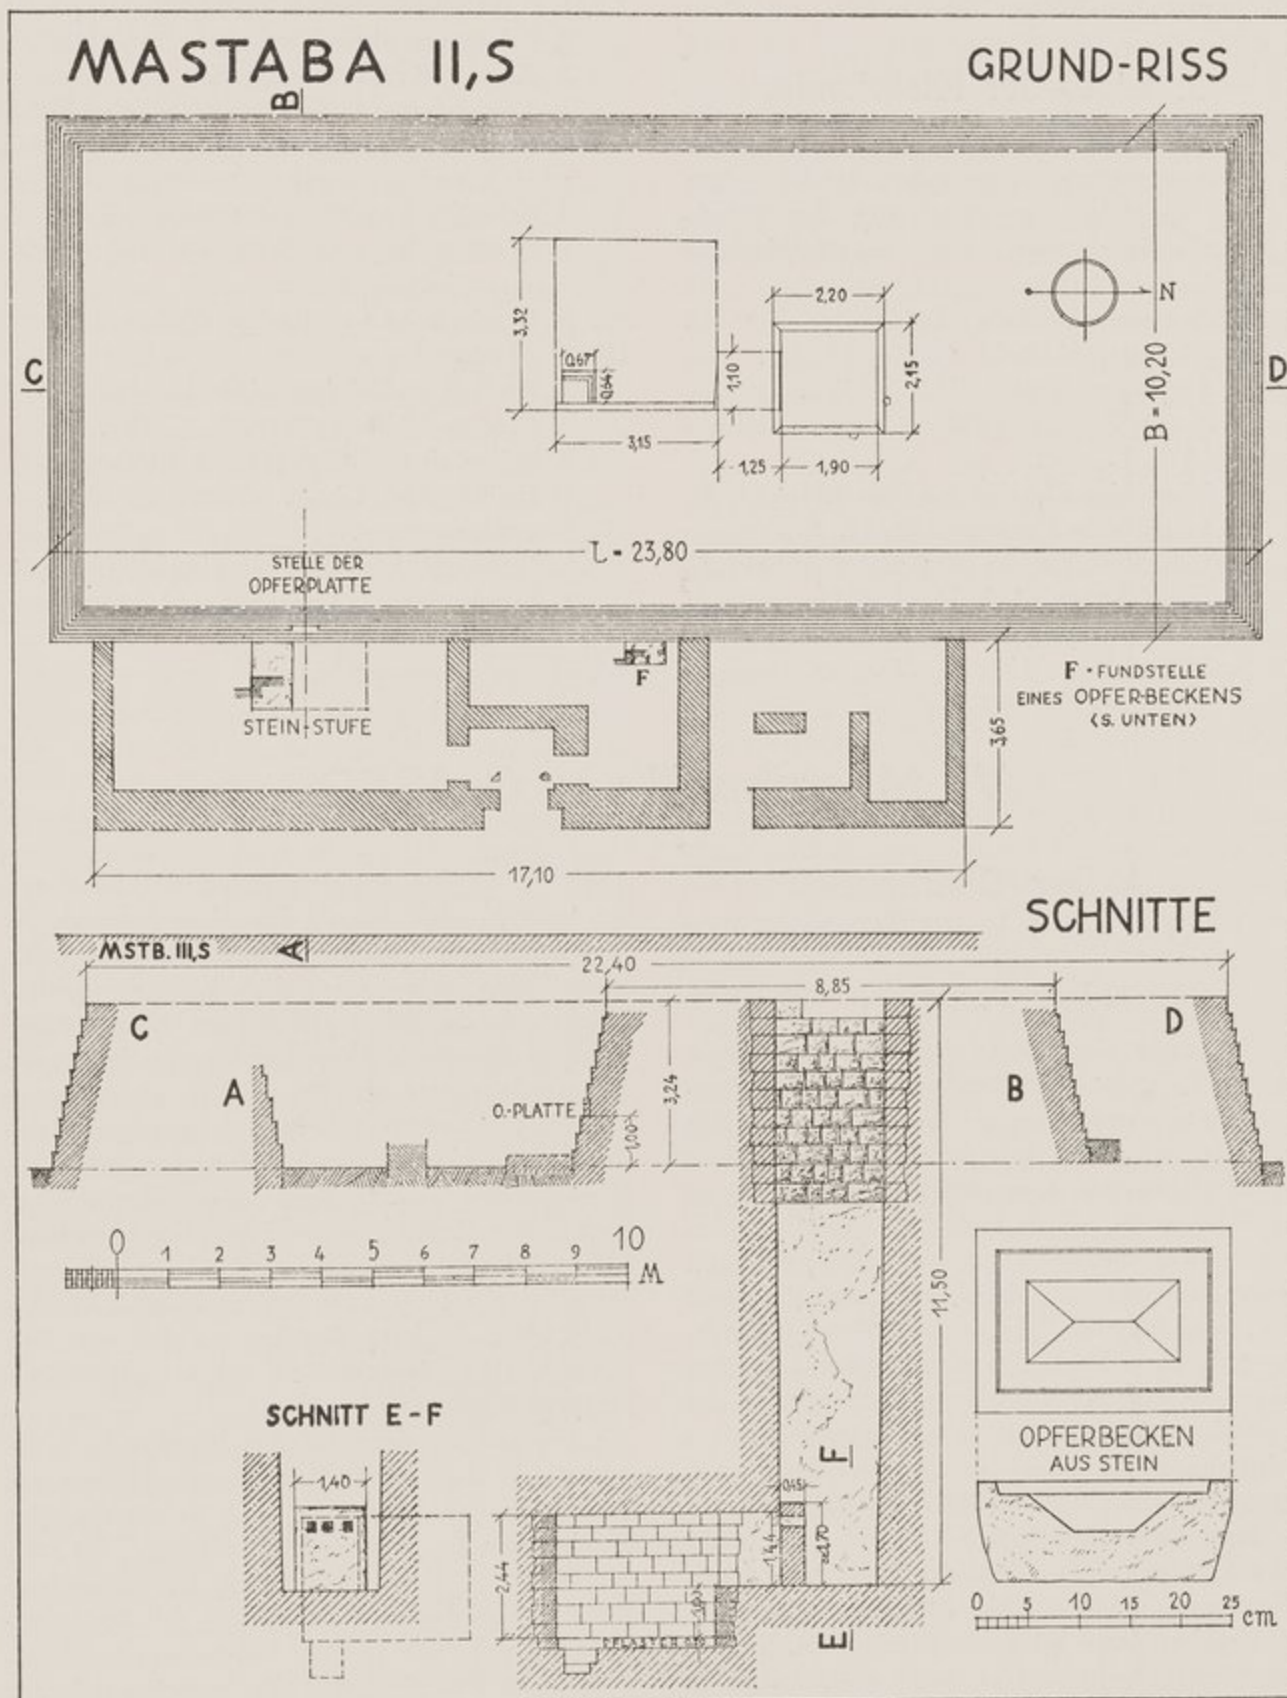 MASTABA II,S
GRUND-RISS
B
C
D
3,32
0,67
0,64
3,15
1,10
2,20
2,15
1,25
1,90
N
B = 10,20
L = 23,80
STELLE DER
OPFERPLATTE
STEIN-STUFE
F
F - FUNDSTELLE
EINES OPFER-BECKENS
(S. UNTEN)
3,65
17,10
SCHNITTE
MSTB. III,S
A
22,40
8,85
C
D
A
B
O.-PLATTE
1,00
3,24
0 1 2 3 4 5 6 7 8 9 10
M
11,50
SCHNITT E-F
1,40
2,44
F
0,45
1,44
1,70
E
OPFERBECKEN
AUS STEIN
0 5 10 15 20 25 cm